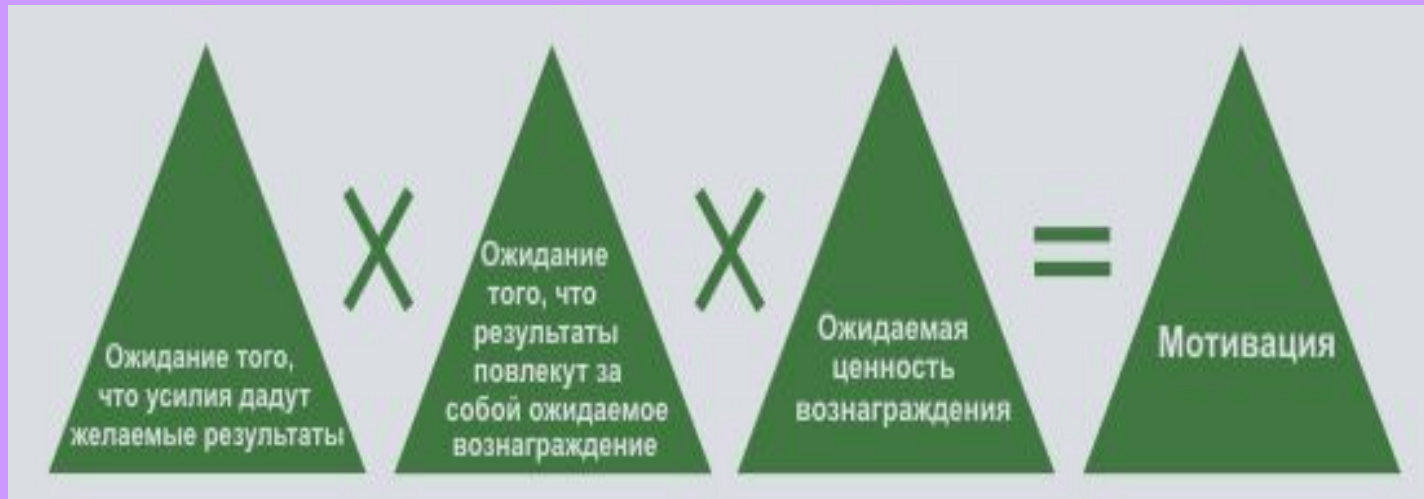 Ожидание того,
что усилия дадут
желаемые результаты
X
Ожидание
того, что
результаты
повлекут за
собой ожидаемое
вознаграждение
X
Ожидаемая
ценность
вознаграждения
=
Мотивация